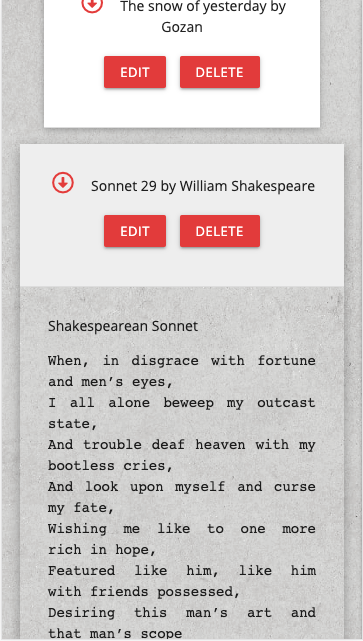 The snow of yesterday by
Gozan
EDIT DELETE
Sonnet 29 by William Shakespeare
EDIT DELETE
Shakespearean Sonnet
When, in disgrace with fortune
and men’s eyes,
I all alone beweep my outcast
state,
And trouble deaf heaven with my
bootless cries,
And look upon myself and curse
my fate,
Wishing me like to one more
rich in hope,
Featured like him, like him
with friends possessed,
Desiring this man’s art and
that man’s scope